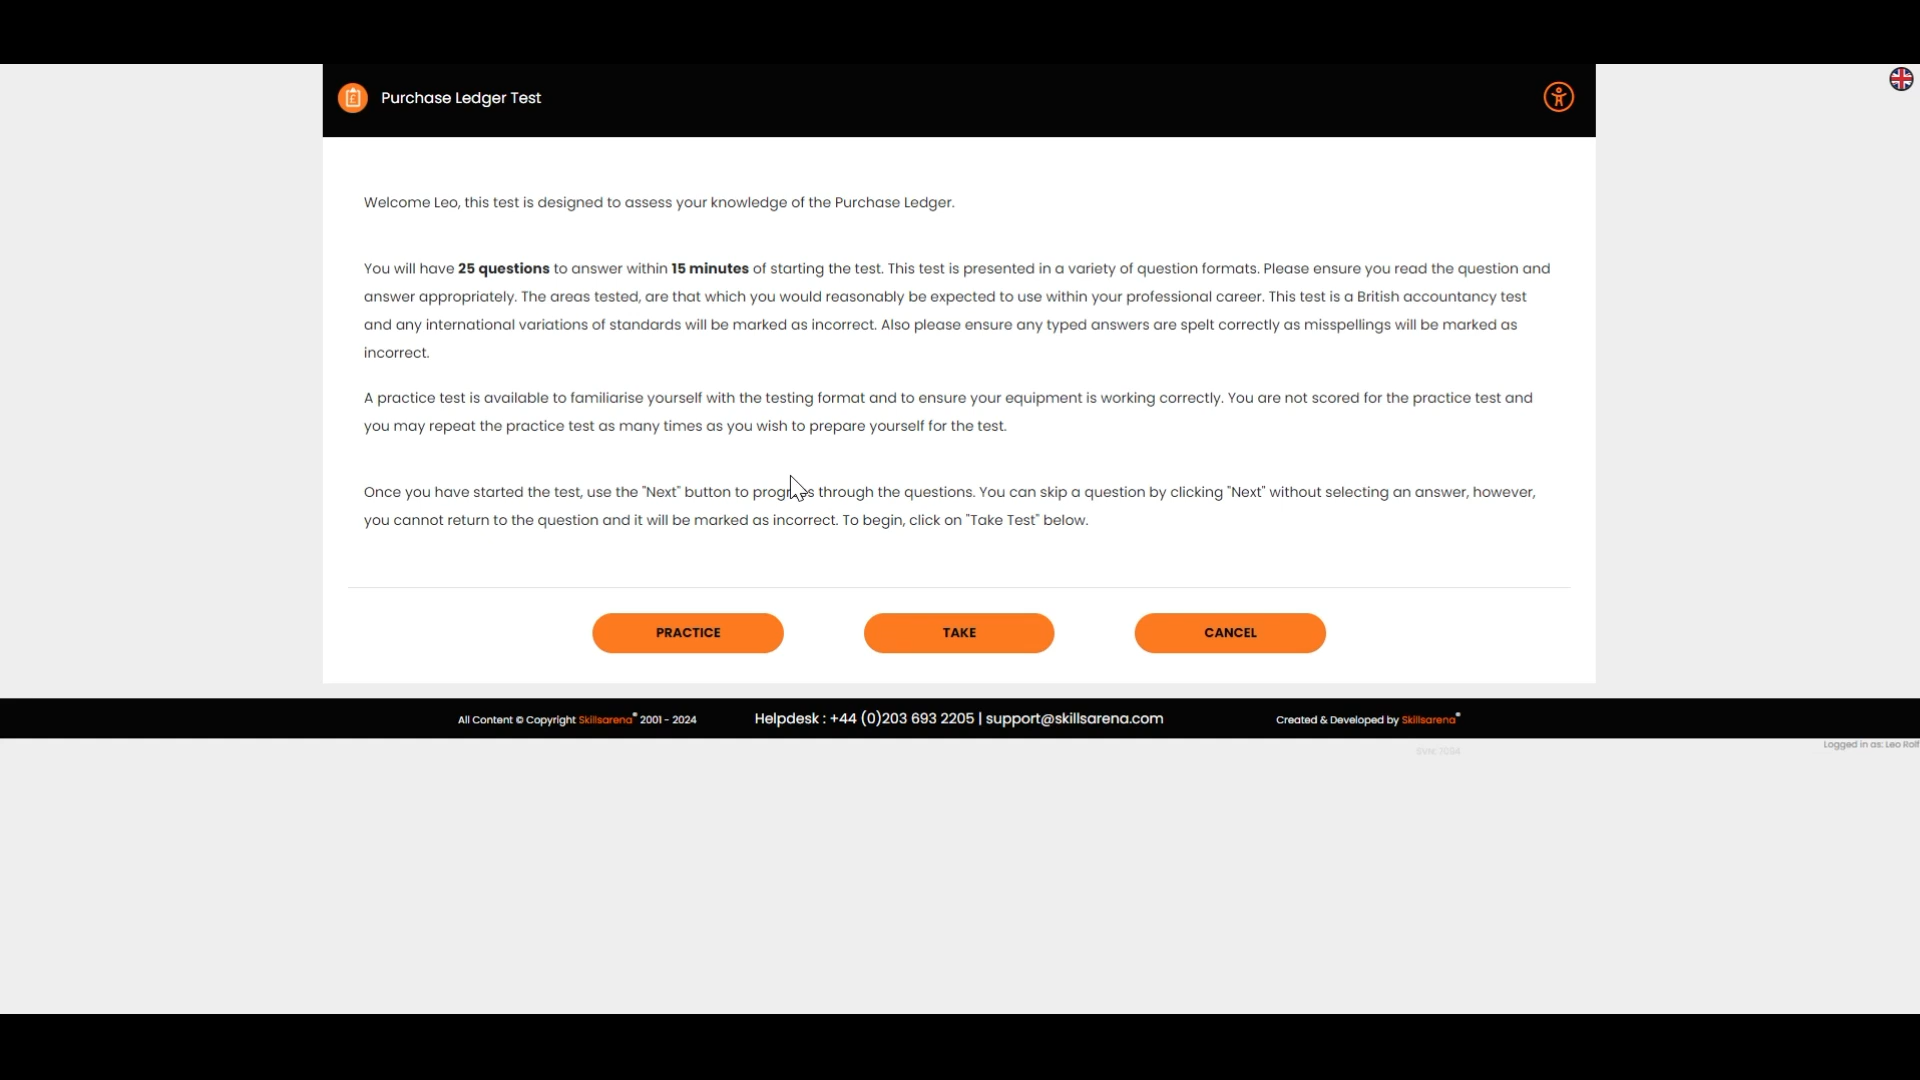 Purchase Ledger Test
Welcome Leo, this test is designed to assess your knowledge of the Purchase Ledger.
You will have 25 questions to answer within 15 minutes of starting the test. This test is presented in a variety of question formats. Please ensure you read the question and
answer appropriately. The areas tested, are that which you would reasonably be expected to use within your professional career. This test is a British accountancy test
and any international variations of standards will be marked as incorrect. Also please ensure any typed answers are spelt correctly as misspellings will be marked as
incorrect.
A practice test is available to familiarise yourself with the testing format and to ensure your equipment is working correctly. You are not scored for the practice test and
you may repeat the practice test as many times as you wish to prepare yourself for the test.
Once you have started the test, use the "Next" button to progress through the questions. You can skip a question by clicking "Next" without selecting an answer, however,
you cannot return to the question and it will be marked as incorrect. To begin, click on "Take Test" below.
PRACTICE TAKE CANCEL
All Content © Copyright Skillsarena® 2001 - 2024 Helpdesk : +44 (0)203 693 2205 | support@skillsarena.com Created & Developed by Skillsarena®
Logged in as: Leo Rolf